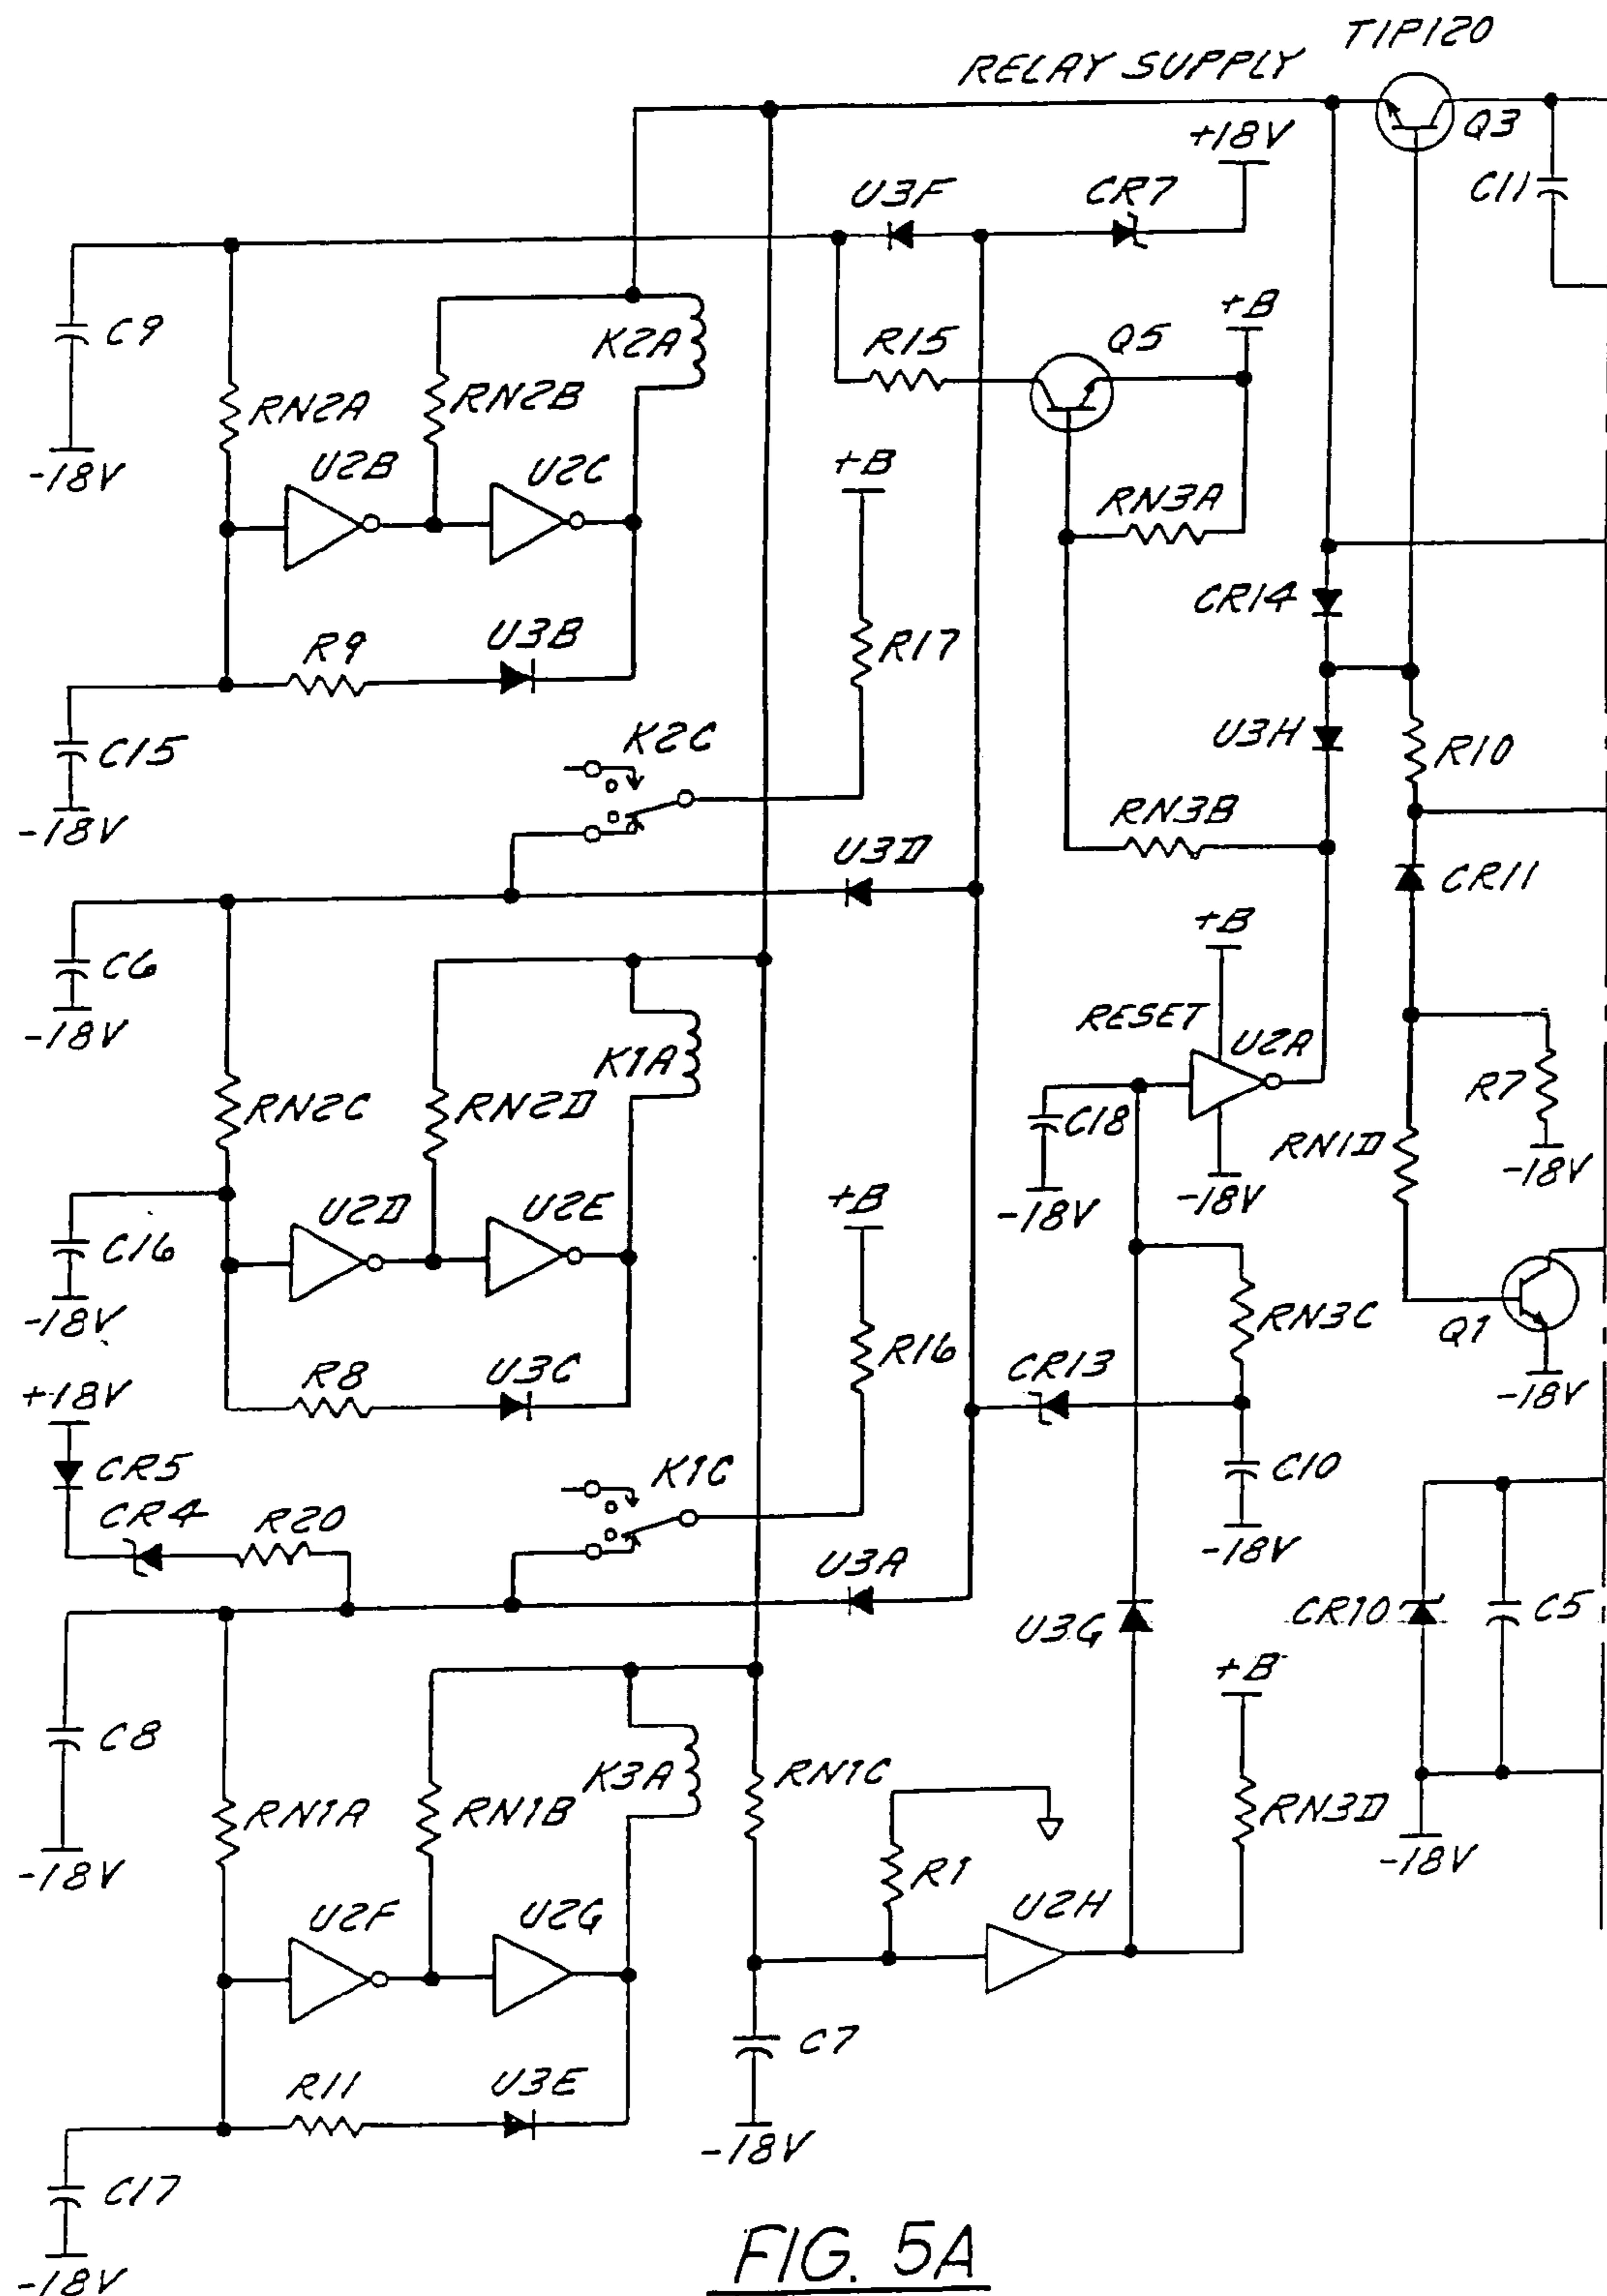 TIP120
RELAY SUPPLY
Q3
+18V
C11
U3F
CR7
C9
K2A
+B
R15
Q5
RN2A
RN2B
-18V
U2B
U2C
+B
RN3A
CR14
R9
U3B
R17
C15
K2C
U3H
R10
-18V
RN3B
U3D
CR11
C6
+B
-18V
RESET
U2A
K1A
R7
RN2C
RN2D
C18
RN1D
-18V
-18V
-18V
U2D
U2E
+B
C16
RN3C
-18V
Q1
R16
R8
U3C
CR13
+18V
-18V
CR5
K1C
C10
CR4
R20
-18V
U3A
CR10
C5
U3G
+B
C8
K3A
RN1C
RN1A
RN1B
RN3D
-18V
-18V
R1
U2F
U2G
U2H
C7
R11
U3E
-18V
C17
-18V
FIG. 5A